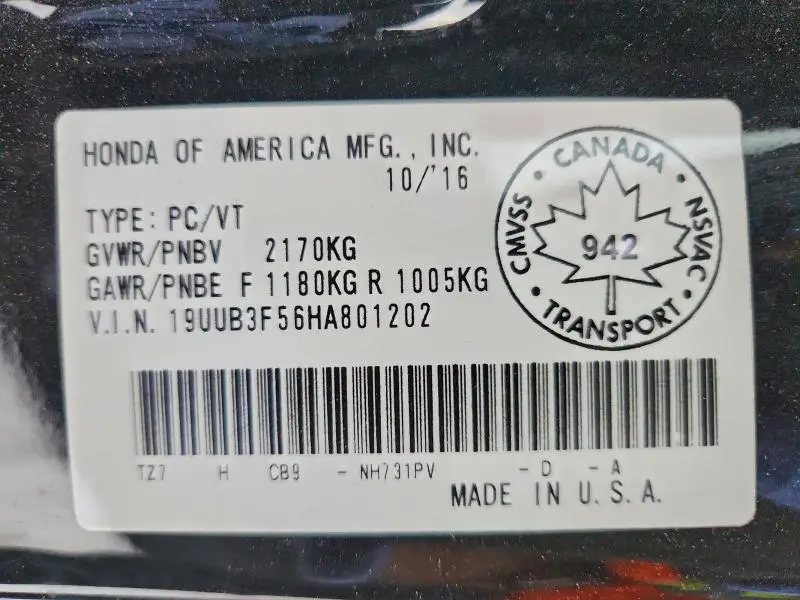 HONDA OF AMERICA MFG., INC.
10/'16
TYPE: PC/VT
GVWR/PNBV 2170KG
GAWR/PNBE F 1180KG R 1005KG
V.I.N. 19UUB3F56HA801202
CMVSS • CANADA • NSVAC • TRANSPORT •
942
TZ7 H CB9 - NH731PV - D - A
MADE IN U.S.A.